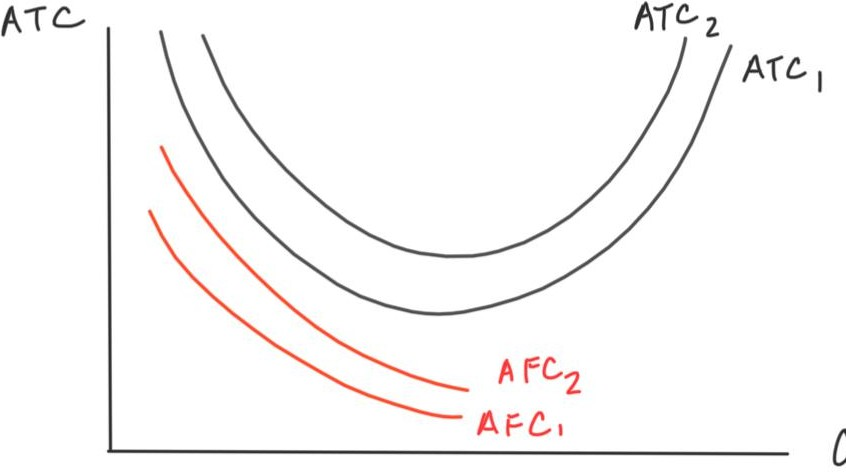 ATC
ATC₂
ATC₁
AFC₂
AFC₁